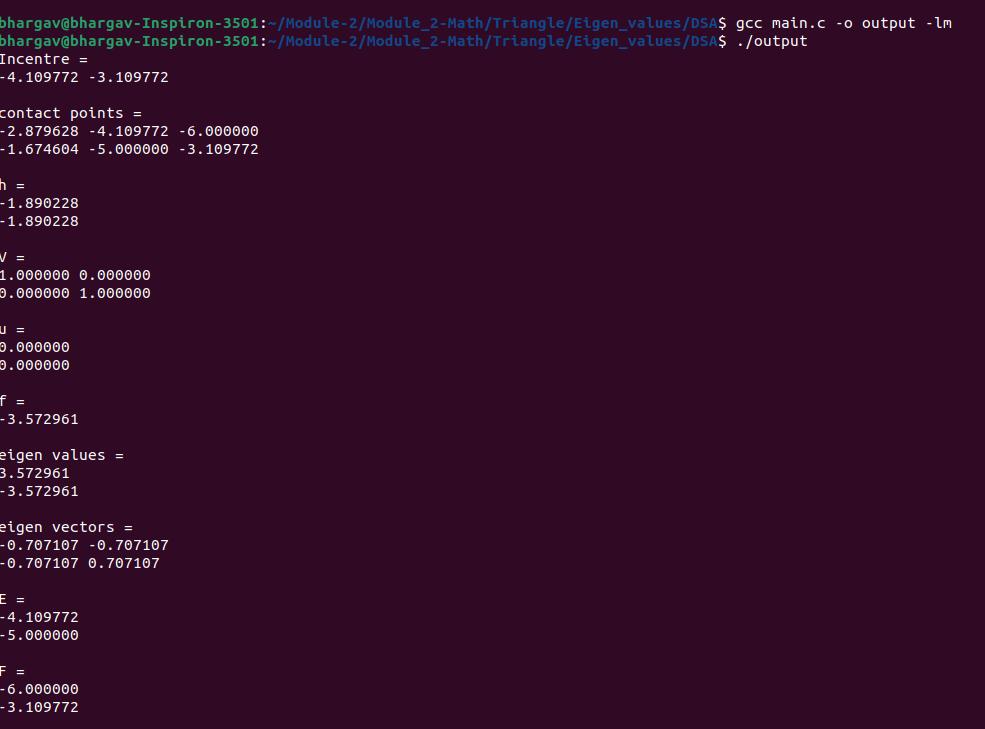 bhargav@bhargav-Inspiron-3501:~/Module-2/Module_2-Math/Triangle/Eigen_values/DSA$ gcc main.c -o output -lm
bhargav@bhargav-Inspiron-3501:~/Module-2/Module_2-Math/Triangle/Eigen_values/DSA$ ./output
Incentre =
-4.109772 -3.109772
contact points =
-2.879628 -4.109772 -6.000000
-1.674604 -5.000000 -3.109772
h =
-1.890228
-1.890228
V =
1.000000 0.000000
0.000000 1.000000
u =
0.000000
0.000000
f =
-3.572961
eigen values =
3.572961
-3.572961
eigen vectors =
-0.707107 -0.707107
-0.707107 0.707107
E =
-4.109772
-5.000000
F =
-6.000000
-3.109772